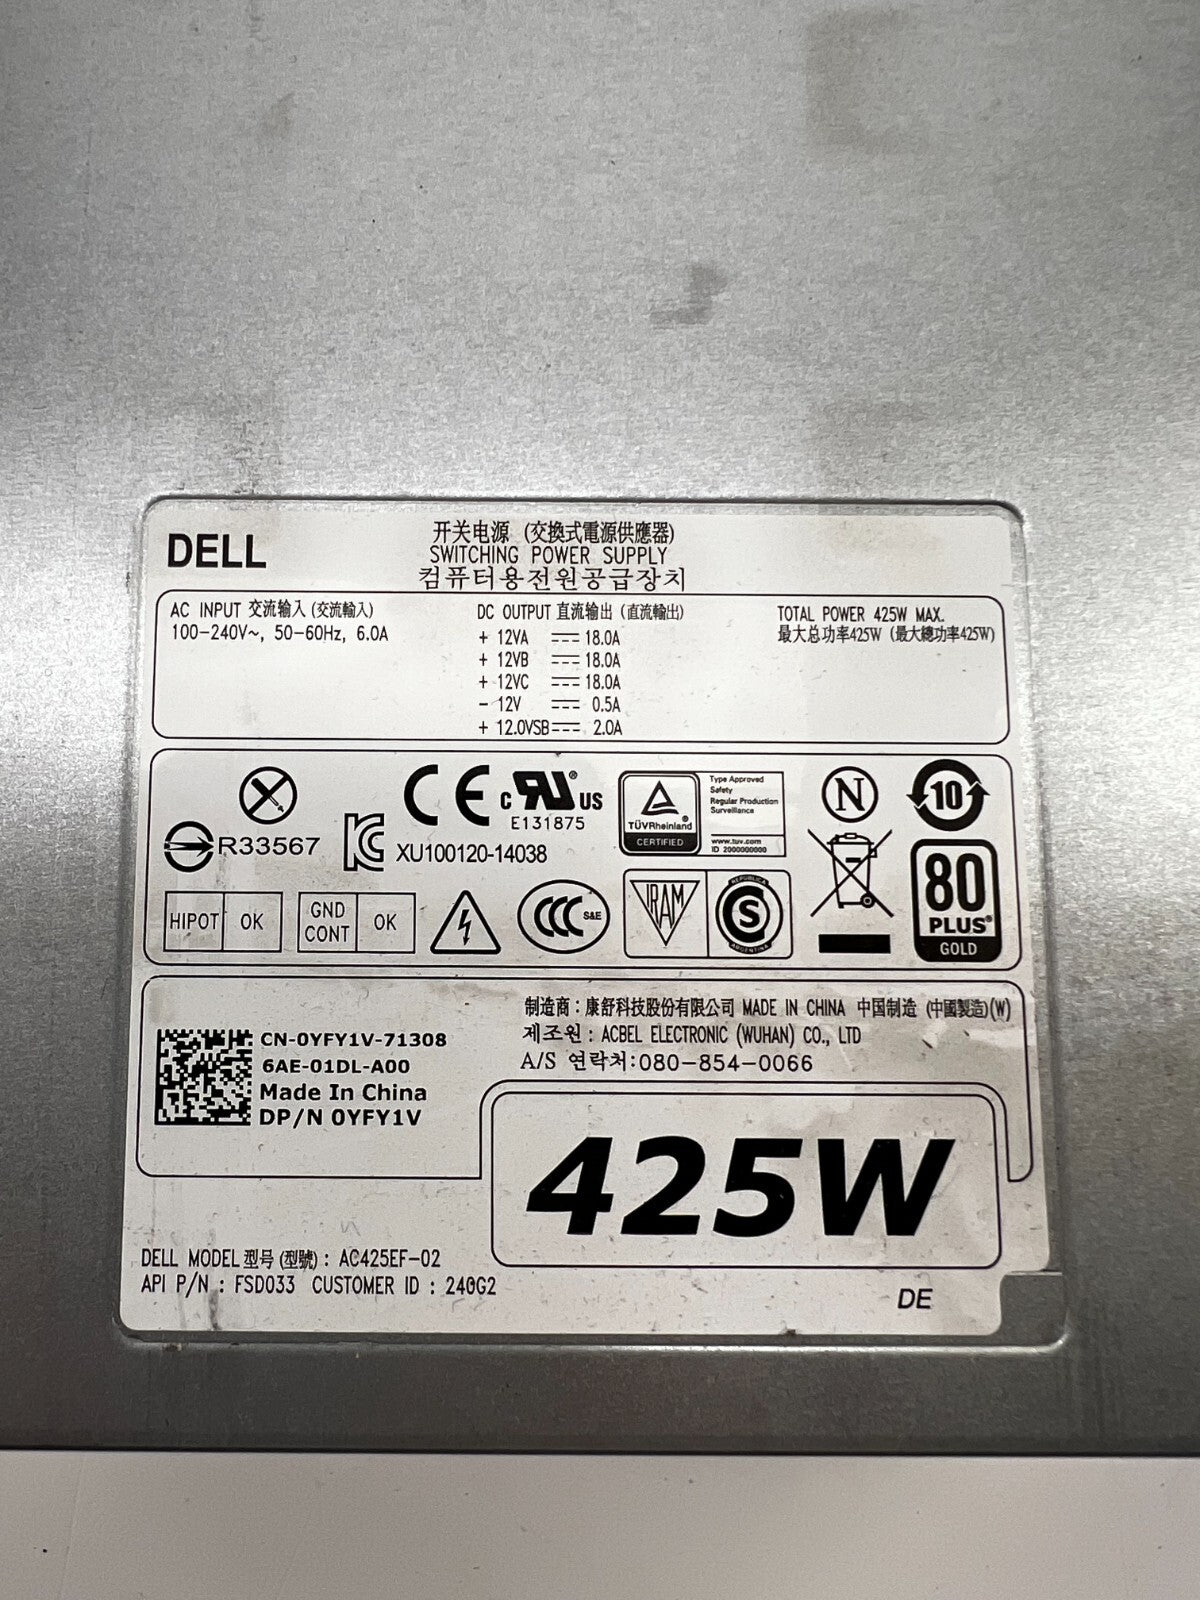 DELL
开关电源 (交換式電源供應器)
SWITCHING POWER SUPPLY
컴퓨터용전원공급장치
AC INPUT 交流输入 (交流輸入)
100-240V~, 50-60Hz, 6.0A
DC OUTPUT 直流输出 (直流輸出)
+ 12VA ⎓ 18.0A
+ 12VB ⎓ 18.0A
+ 12VC ⎓ 18.0A
- 12V ⎓ 0.5A
+ 12.0VSB ⎓ 2.0A
TOTAL POWER 425W MAX.
最大总功率425W (最大總功率425W)
R33567
KC
XU100120-14038
CE
c RU® US
E131875
TÜVRheinland®
CERTIFIED
Type Approved
Safety
Regular Production
Surveillance
www.tuv.com
ID 2000000000
N
10
80
PLUS®
GOLD
HIPOT OK
GND
CONT OK
CCC S&E
IRAM
REPUBLICA
S
ARGENTINA
制造商：康舒科技股份有限公司 MADE IN CHINA 中国制造 (中國製造)(W)
제조원 : ACBEL ELECTRONIC (WUHAN) CO., LTD
A/S 연락처:080-854-0066
CN-0YFY1V-71308
6AE-01DL-A00
Made In China
DP/N 0YFY1V
425W
DELL MODEL 型号 (型號) : AC425EF-02
API P/N : FSD033 CUSTOMER ID : 240G2
DE